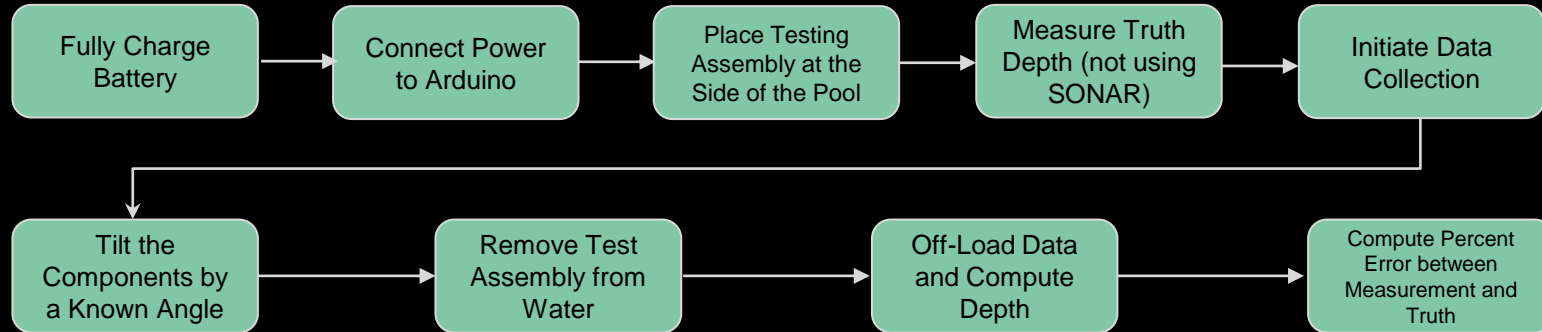 Fully Charge
Battery
Connect Power
to Arduino
Place Testing
Assembly at the
Side of the Pool
Measure Truth
Depth (not using
SONAR)
Initiate Data
Collection
Tilt the
Components by
a Known Angle
Remove Test
Assembly from
Water
Off-Load Data
and Compute
Depth
Compute Percent
Error between
Measurement and
Truth